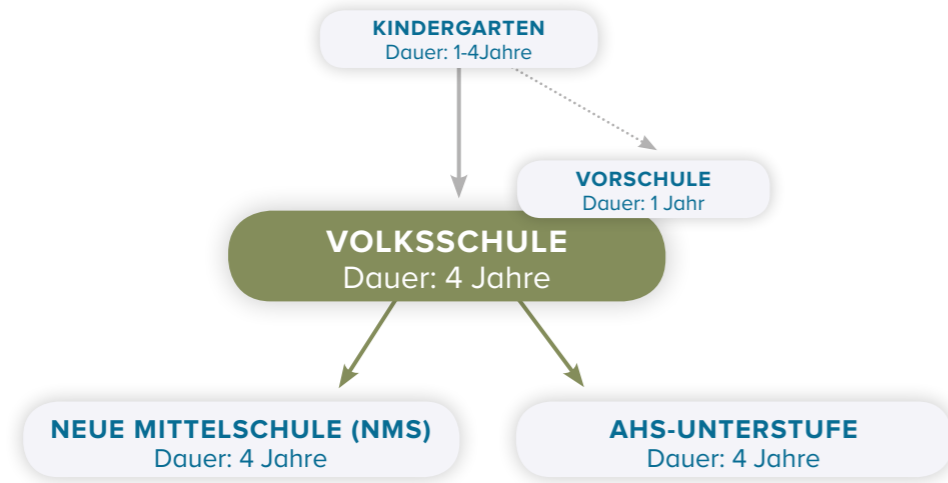 KINDERGARTEN
Dauer: 1-4Jahre
VORSCHULE
Dauer: 1 Jahr
VOLKSSCHULE
Dauer: 4 Jahre
NEUE MITTELSCHULE (NMS)
Dauer: 4 Jahre
AHS-UNTERSTUFE
Dauer: 4 Jahre